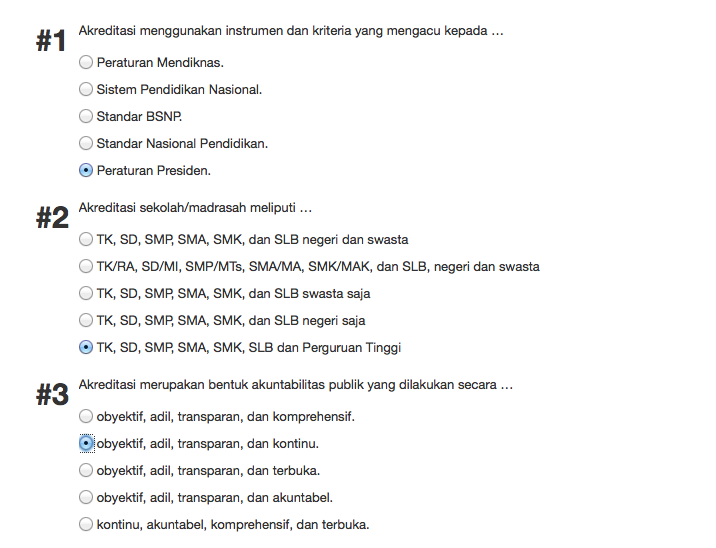 #1 Akreditasi menggunakan instrumen dan kriteria yang mengacu kepada …
Peraturan Mendiknas.
Sistem Pendidikan Nasional.
Standar BSNP.
Standar Nasional Pendidikan.
Peraturan Presiden.
#2 Akreditasi sekolah/madrasah meliputi …
TK, SD, SMP, SMA, SMK, dan SLB negeri dan swasta
TK/RA, SD/MI, SMP/MTs, SMA/MA, SMK/MAK, dan SLB, negeri dan swasta
TK, SD, SMP, SMA, SMK, dan SLB swasta saja
TK, SD, SMP, SMA, SMK, dan SLB negeri saja
TK, SD, SMP, SMA, SMK, SLB dan Perguruan Tinggi
#3 Akreditasi merupakan bentuk akuntabilitas publik yang dilakukan secara …
obyektif, adil, transparan, dan komprehensif.
obyektif, adil, transparan, dan kontinu.
obyektif, adil, transparan, dan terbuka.
obyektif, adil, transparan, dan akuntabel.
kontinu, akuntabel, komprehensif, dan terbuka.